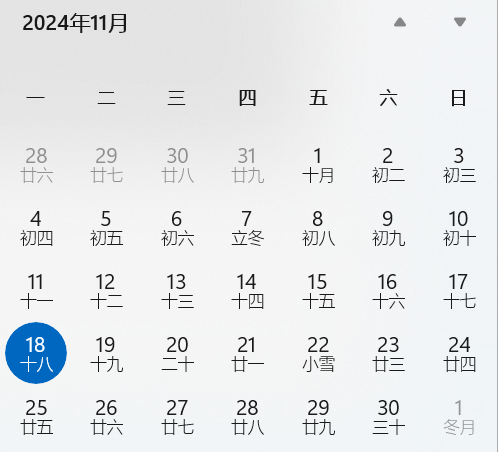 2024年11月
一 二 三 四 五 六 日
28 29 30 31 1 2 3
廿六 廿七 廿八 廿九 十月 初二 初三
4 5 6 7 8 9 10
初四 初五 初六 立冬 初八 初九 初十
11 12 13 14 15 16 17
十一 十二 十三 十四 十五 十六 十七
18 19 20 21 22 23 24
十八 十九 二十 廿一 小雪 廿三 廿四
25 26 27 28 29 30 1
廿五 廿六 廿七 廿八 廿九 三十 冬月